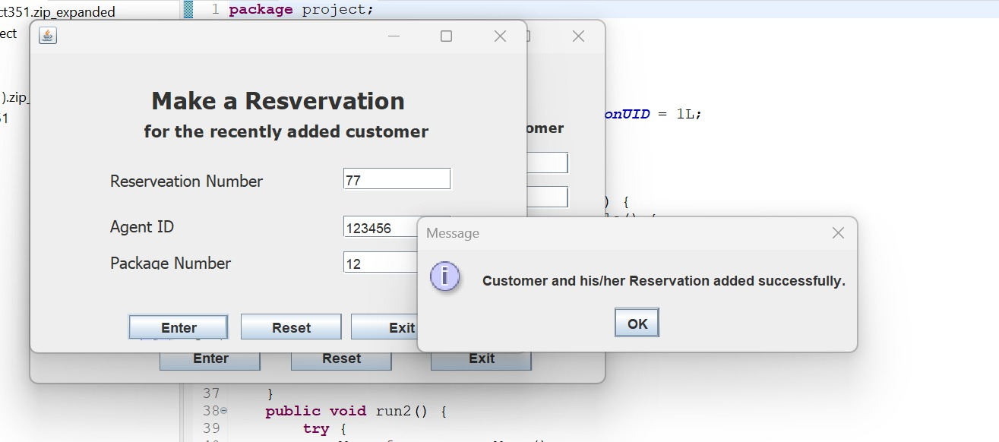 ct351.zip_expanded
1 package project;
ect
Make a Resvervation
for the recently added customer
omer
onUID = 1L;
).zip_
51
Reserveation Number 77
) {
Agent ID 123456
Package Number 12
Message
Customer and his/her Reservation added successfully.
OK
Enter Reset Exit
Enter Reset Exit
37 }
38 public void run2() {
39 try {